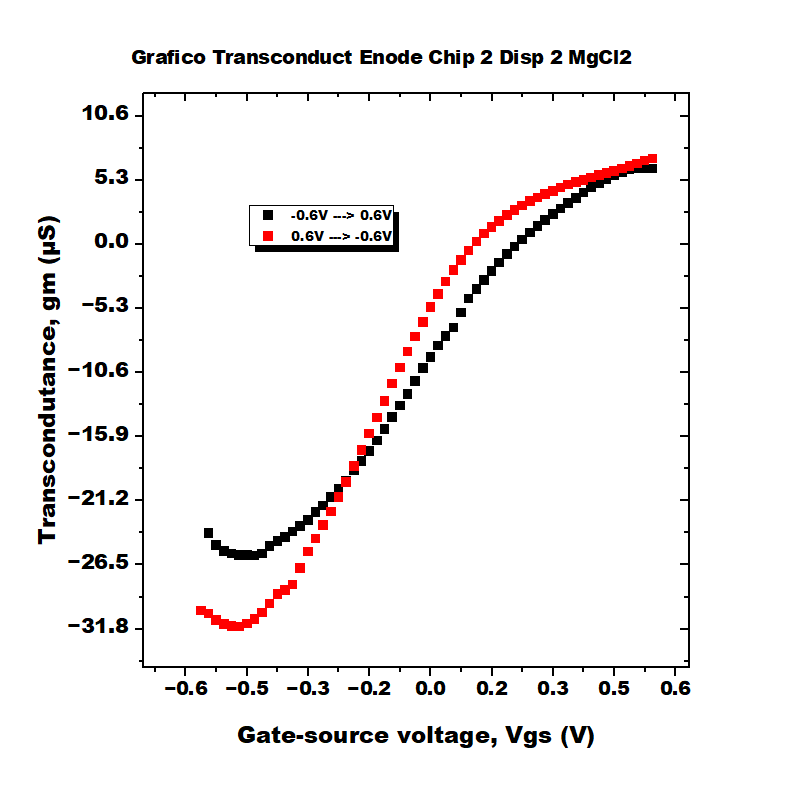 Grafico Transconduct Enode Chip 2 Disp 2 MgCl2
10.6
5.3
-0.6V ---> 0.6V
0.6V ---> -0.6V
0.0
−5.3
−10.6
−15.9
−21.2
−26.5
−31.8
Transcondutance, gm (µS)
−0.6 −0.5 −0.3 −0.2 0.0 0.2 0.3 0.5 0.6
Gate-source voltage, Vgs (V)